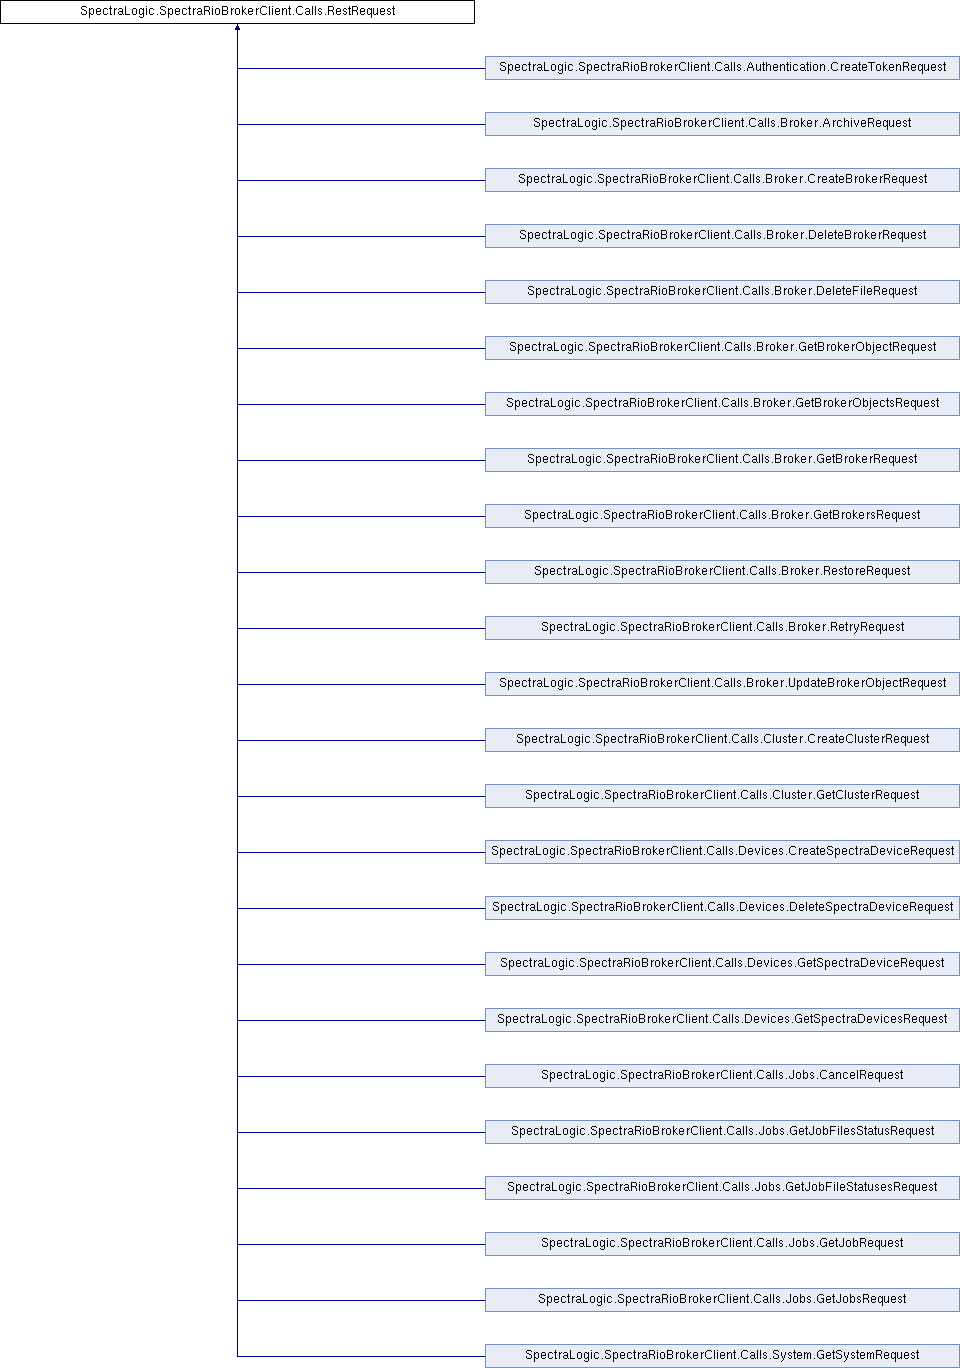 SpectraLogic.SpectraRioBrokerClient.Calls.RestRequest
SpectraLogic.SpectraRioBrokerClient.Calls.Authentication.CreateTokenRequest
SpectraLogic.SpectraRioBrokerClient.Calls.Broker.ArchiveRequest
SpectraLogic.SpectraRioBrokerClient.Calls.Broker.CreateBrokerRequest
SpectraLogic.SpectraRioBrokerClient.Calls.Broker.DeleteBrokerRequest
SpectraLogic.SpectraRioBrokerClient.Calls.Broker.DeleteFileRequest
SpectraLogic.SpectraRioBrokerClient.Calls.Broker.GetBrokerObjectRequest
SpectraLogic.SpectraRioBrokerClient.Calls.Broker.GetBrokerObjectsRequest
SpectraLogic.SpectraRioBrokerClient.Calls.Broker.GetBrokerRequest
SpectraLogic.SpectraRioBrokerClient.Calls.Broker.GetBrokersRequest
SpectraLogic.SpectraRioBrokerClient.Calls.Broker.RestoreRequest
SpectraLogic.SpectraRioBrokerClient.Calls.Broker.RetryRequest
SpectraLogic.SpectraRioBrokerClient.Calls.Broker.UpdateBrokerObjectRequest
SpectraLogic.SpectraRioBrokerClient.Calls.Cluster.CreateClusterRequest
SpectraLogic.SpectraRioBrokerClient.Calls.Cluster.GetClusterRequest
SpectraLogic.SpectraRioBrokerClient.Calls.Devices.CreateSpectraDeviceRequest
SpectraLogic.SpectraRioBrokerClient.Calls.Devices.DeleteSpectraDeviceRequest
SpectraLogic.SpectraRioBrokerClient.Calls.Devices.GetSpectraDeviceRequest
SpectraLogic.SpectraRioBrokerClient.Calls.Devices.GetSpectraDevicesRequest
SpectraLogic.SpectraRioBrokerClient.Calls.Jobs.CancelRequest
SpectraLogic.SpectraRioBrokerClient.Calls.Jobs.GetJobFilesStatusRequest
SpectraLogic.SpectraRioBrokerClient.Calls.Jobs.GetJobFileStatusesRequest
SpectraLogic.SpectraRioBrokerClient.Calls.Jobs.GetJobRequest
SpectraLogic.SpectraRioBrokerClient.Calls.Jobs.GetJobsRequest
SpectraLogic.SpectraRioBrokerClient.Calls.System.GetSystemRequest